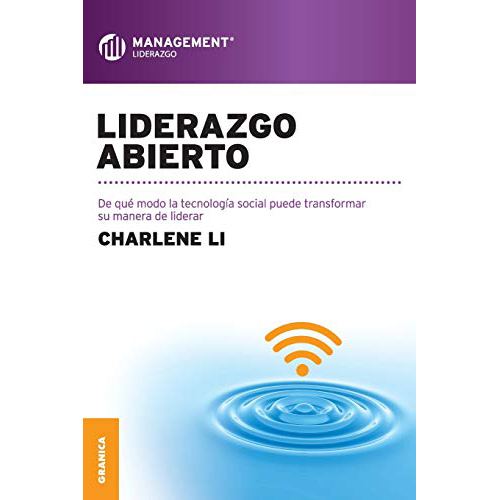 MANAGEMENT®
LIDERAZGO
LIDERAZGO
ABIERTO
De qué modo la tecnología social puede transformar
su manera de liderar
CHARLENE LI
GRANICA